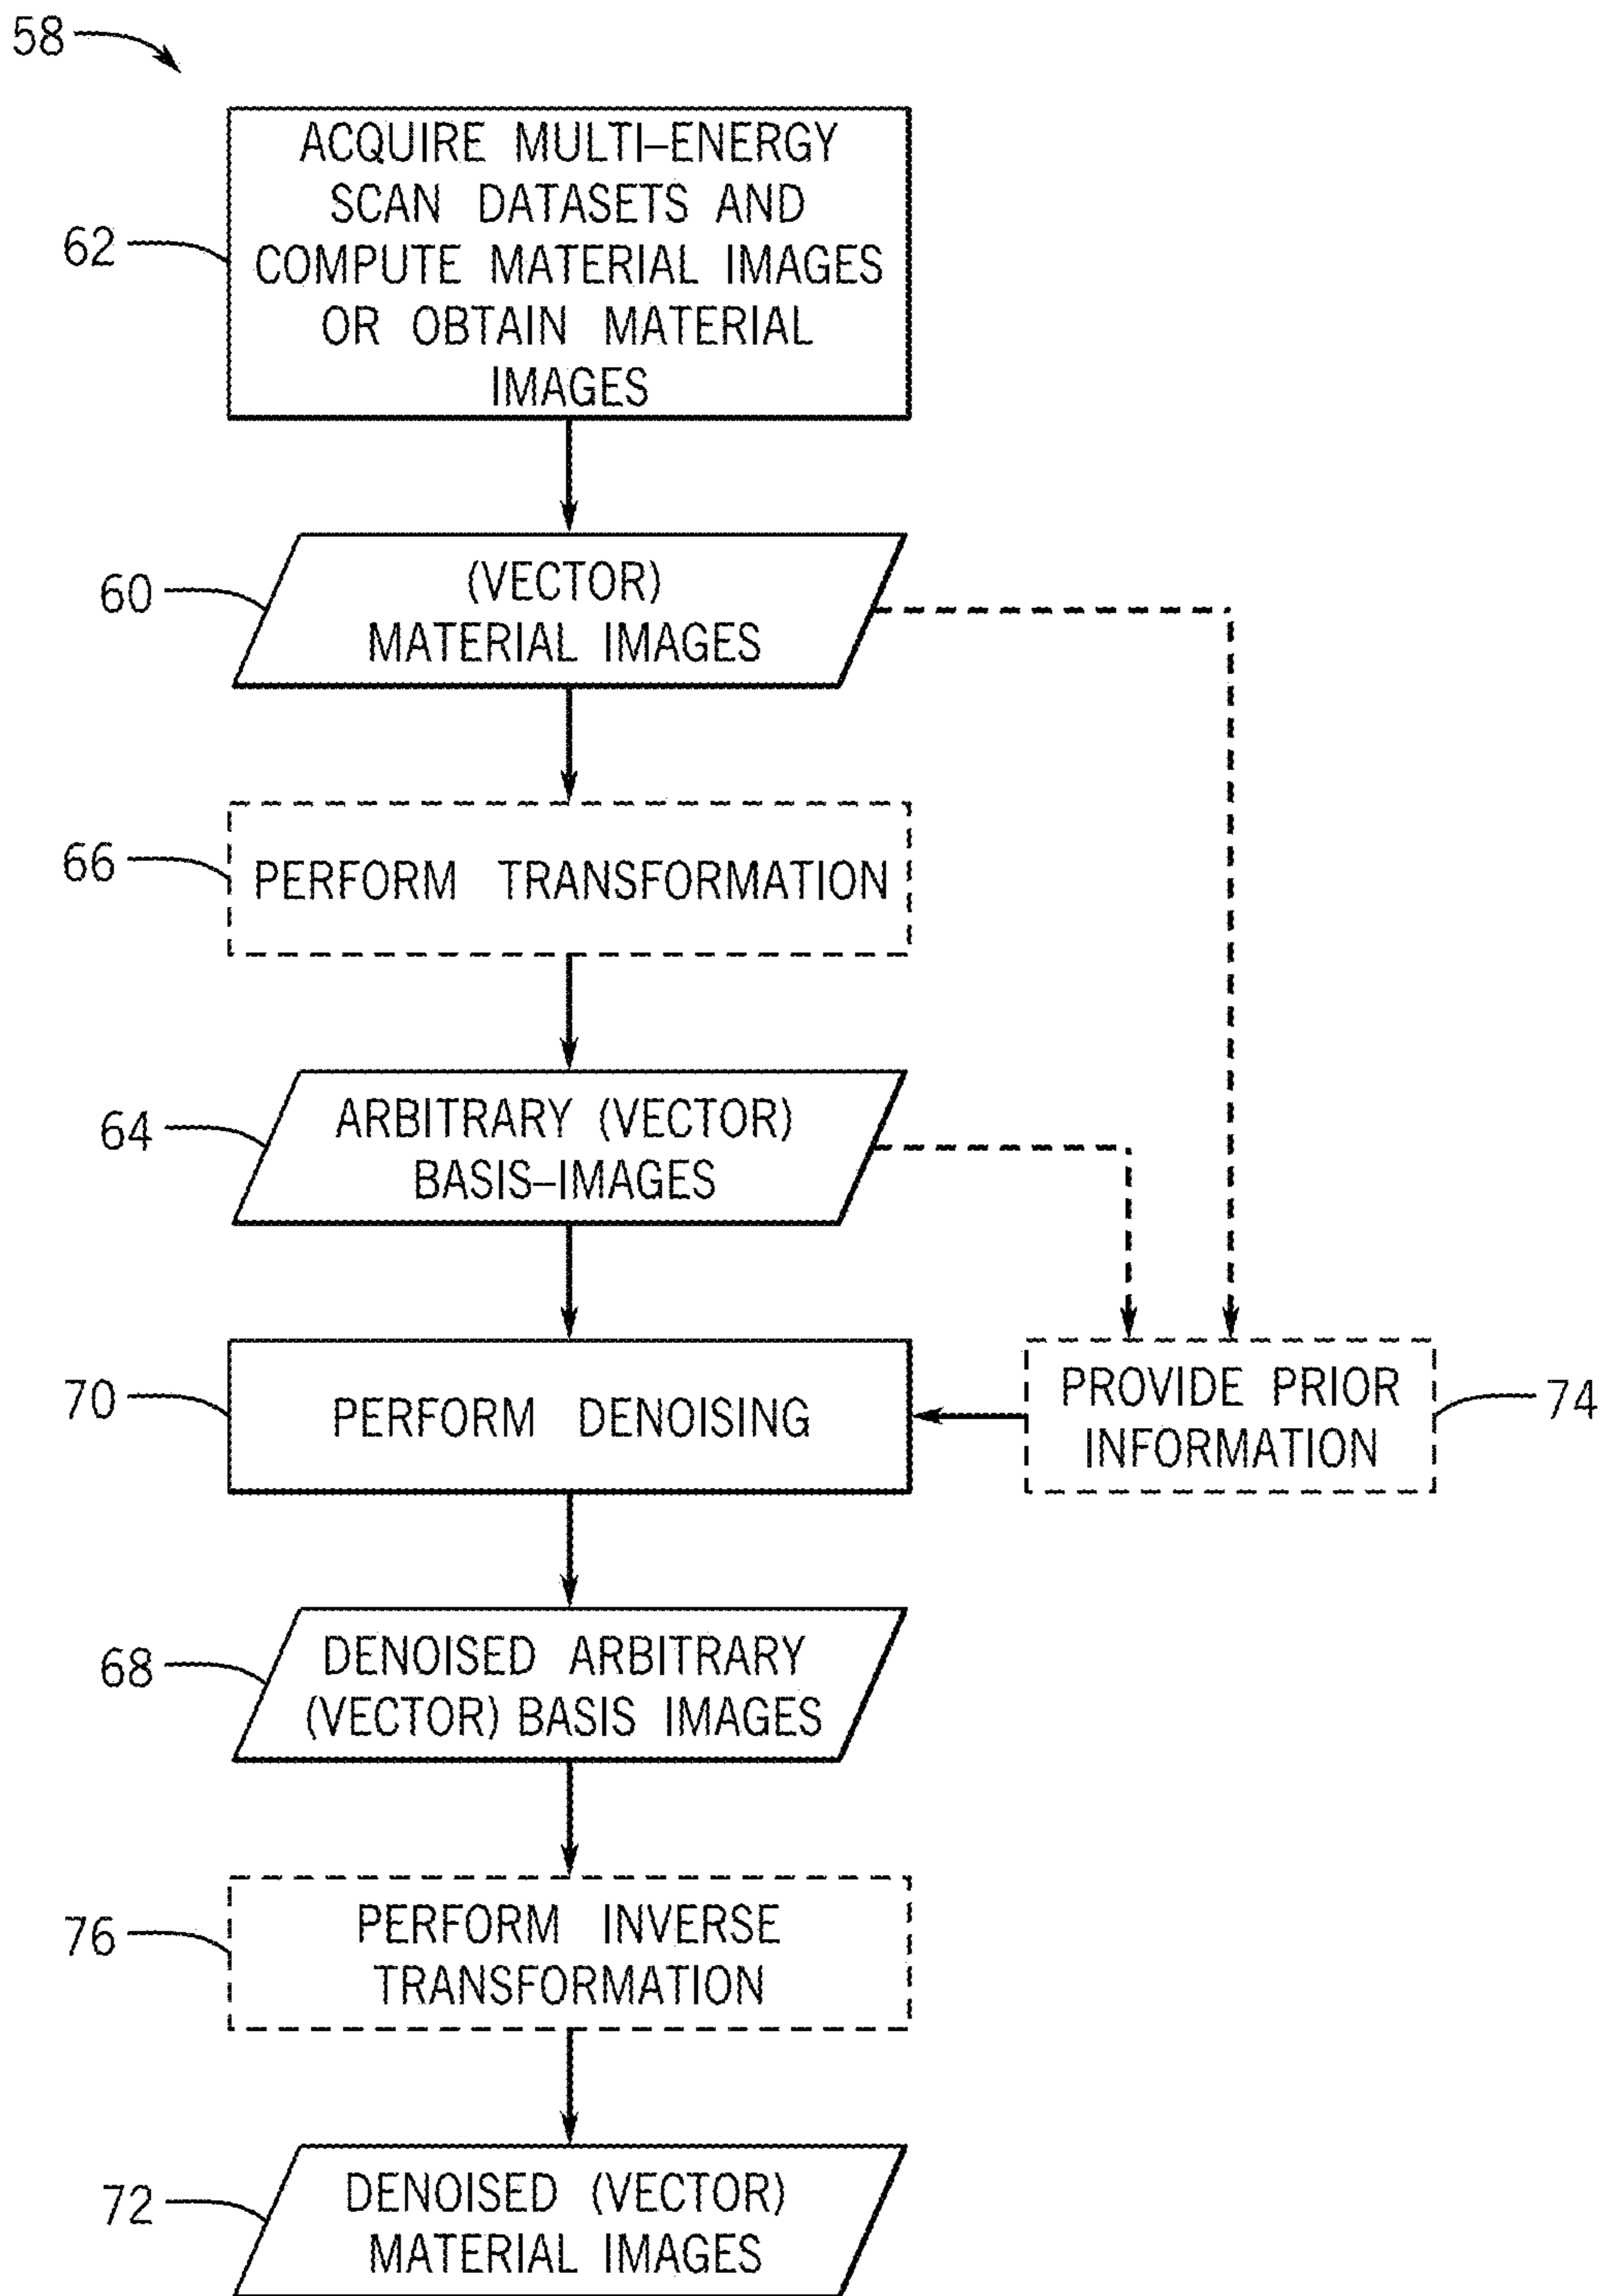 58
ACQUIRE MULTI–ENERGY
SCAN DATASETS AND
COMPUTE MATERIAL IMAGES
OR OBTAIN MATERIAL
IMAGES
62
(VECTOR)
MATERIAL IMAGES
60
PERFORM TRANSFORMATION
66
ARBITRARY (VECTOR)
BASIS–IMAGES
64
PERFORM DENOISING
70
PROVIDE PRIOR
INFORMATION
74
DENOISED ARBITRARY
(VECTOR) BASIS IMAGES
68
PERFORM INVERSE
TRANSFORMATION
76
DENOISED (VECTOR)
MATERIAL IMAGES
72